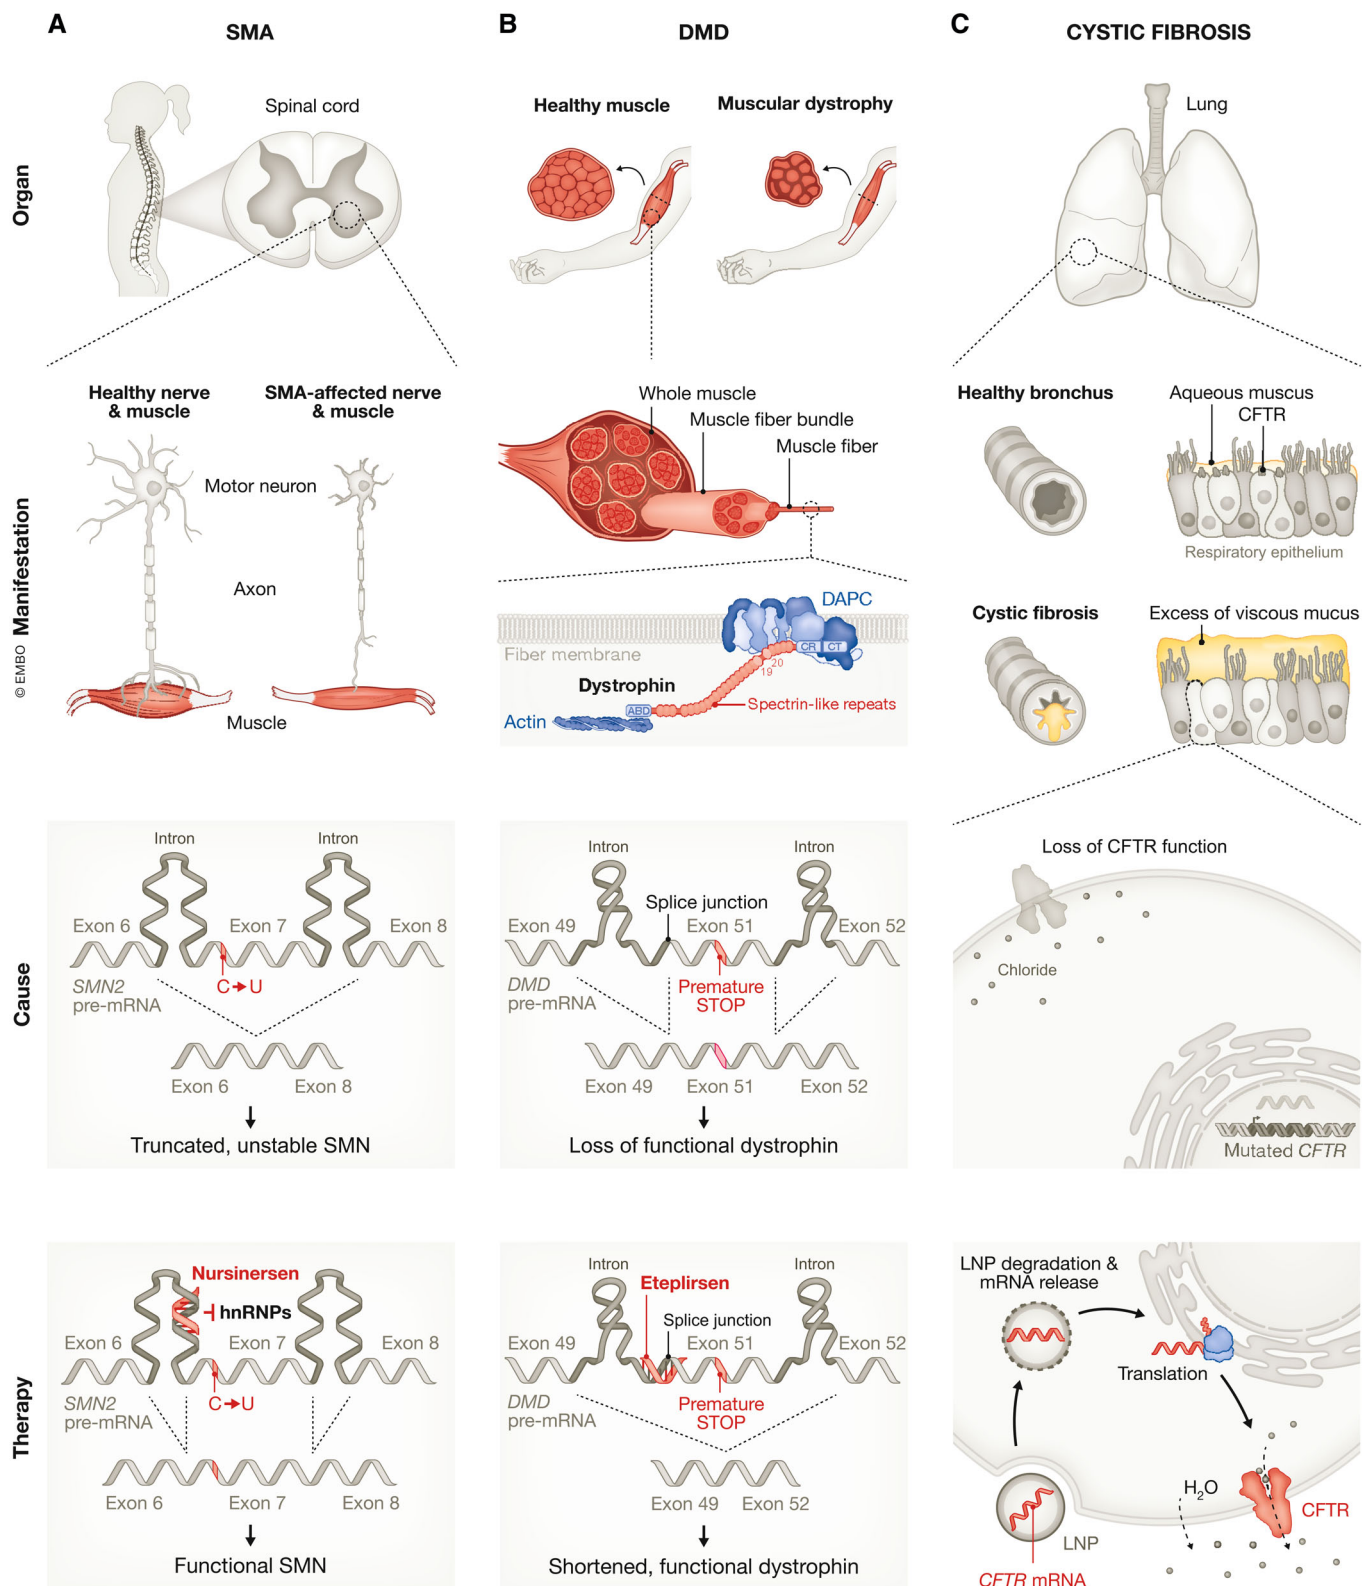 A
SMA
B
DMD
C
CYSTIC FIBROSIS
Organ
Spinal cord
Healthy muscle
Muscular dystrophy
Lung
Manifestation
© EMBO
Healthy nerve
& muscle
SMA-affected nerve
& muscle
Motor neuron
Axon
Muscle
Whole muscle
Muscle fiber bundle
Muscle fiber
DAPC
Fiber membrane
CR
CT
20
19
Dystrophin
ABD
Actin
Spectrin-like repeats
Healthy bronchus
Aqueous muscus
CFTR
Respiratory epithelium
Cystic fibrosis
Excess of viscous mucus
Cause
Intron
Intron
Exon 6
Exon 7
Exon 8
SMN2
pre-mRNA
C→U
Exon 6
Exon 8
Truncated, unstable SMN
Intron
Intron
Splice junction
Exon 49
Exon 51
Exon 52
DMD
pre-mRNA
Premature
STOP
Exon 49
Exon 51
Exon 52
Loss of functional dystrophin
Loss of CFTR function
Chloride
Mutated CFTR
Therapy
Nursinersen
hnRNPs
Exon 6
Exon 7
Exon 8
SMN2
pre-mRNA
C→U
Exon 6
Exon 7
Exon 8
Functional SMN
Intron
Intron
Eteplirsen
Splice junction
Exon 49
Exon 51
Exon 52
DMD
pre-mRNA
Premature
STOP
Exon 49
Exon 52
Shortened, functional dystrophin
LNP degradation &
mRNA release
Translation
H₂O
CFTR
LNP
CFTR mRNA